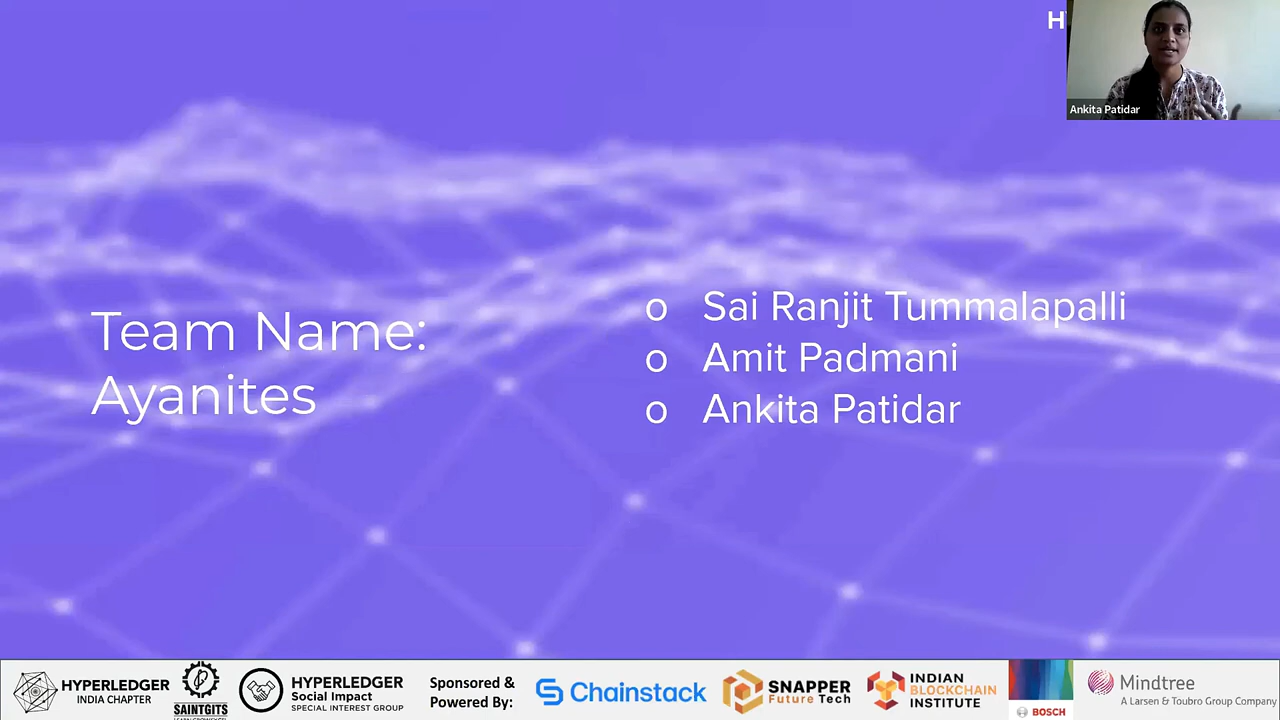 Ankita Patidar
Team Name:
Ayanites
o Sai Ranjit Tummalapalli
o Amit Padmani
o Ankita Patidar
HYPERLEDGER
INDIA CHAPTER
SAINTGITS
HYPERLEDGER
Social Impact
SPECIAL INTEREST GROUP
Sponsored &
Powered By:
Chainstack
SNAPPER
Future Tech
INDIAN
BLOCKCHAIN
INSTITUTE
BOSCH
Mindtree
A Larsen & Toubro Group Company